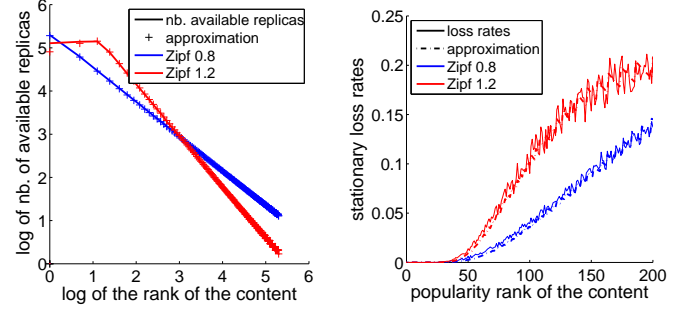 log of nb. of available replicas
6
5
4
3
2
1
0
nb. of available replicas
approximation
Zipf 0.8
Zipf 1.2
0 1 2 3 4 5 6
log of the rank of the content
stationary loss rates
0.25
0.2
0.15
0.1
0.05
0
loss rates
approximation
Zipf 0.8
Zipf 1.2
0 50 100 150 200
popularity rank of the content